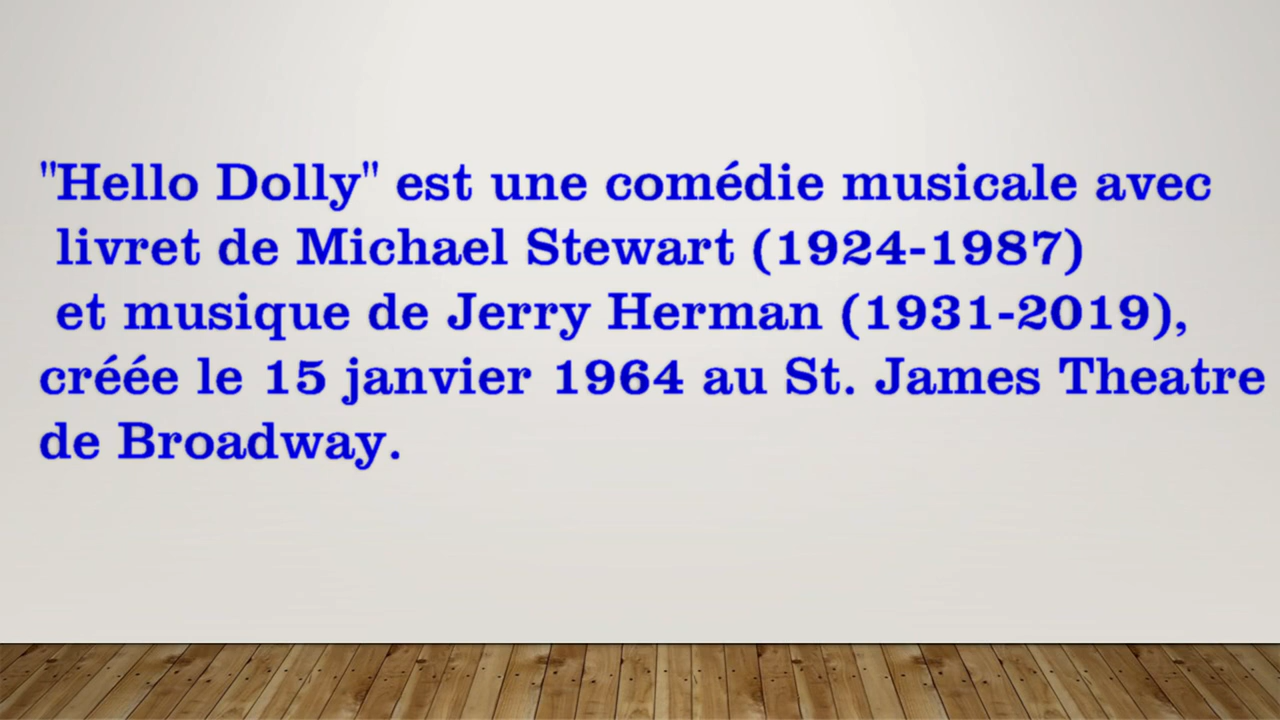 "Hello Dolly" est une comédie musicale avec
livret de Michael Stewart (1924-1987)
et musique de Jerry Herman (1931-2019),
créée le 15 janvier 1964 au St. James Theatre
de Broadway.